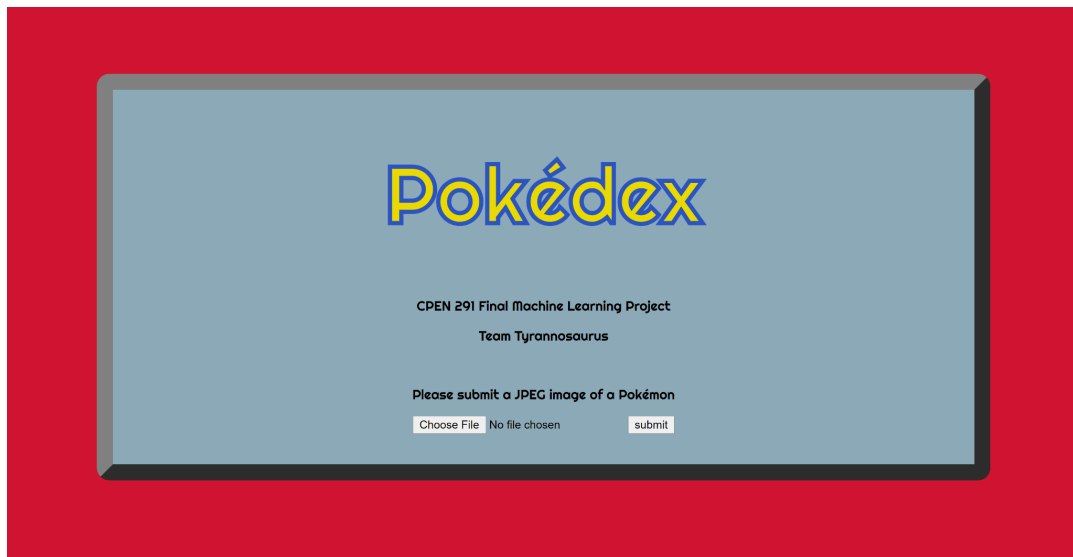 Pokédex
CPEN 291 Final Machine Learning Project
Team Tyrannosaurus
Please submit a JPEG image of a Pokémon
Choose File No file chosen submit